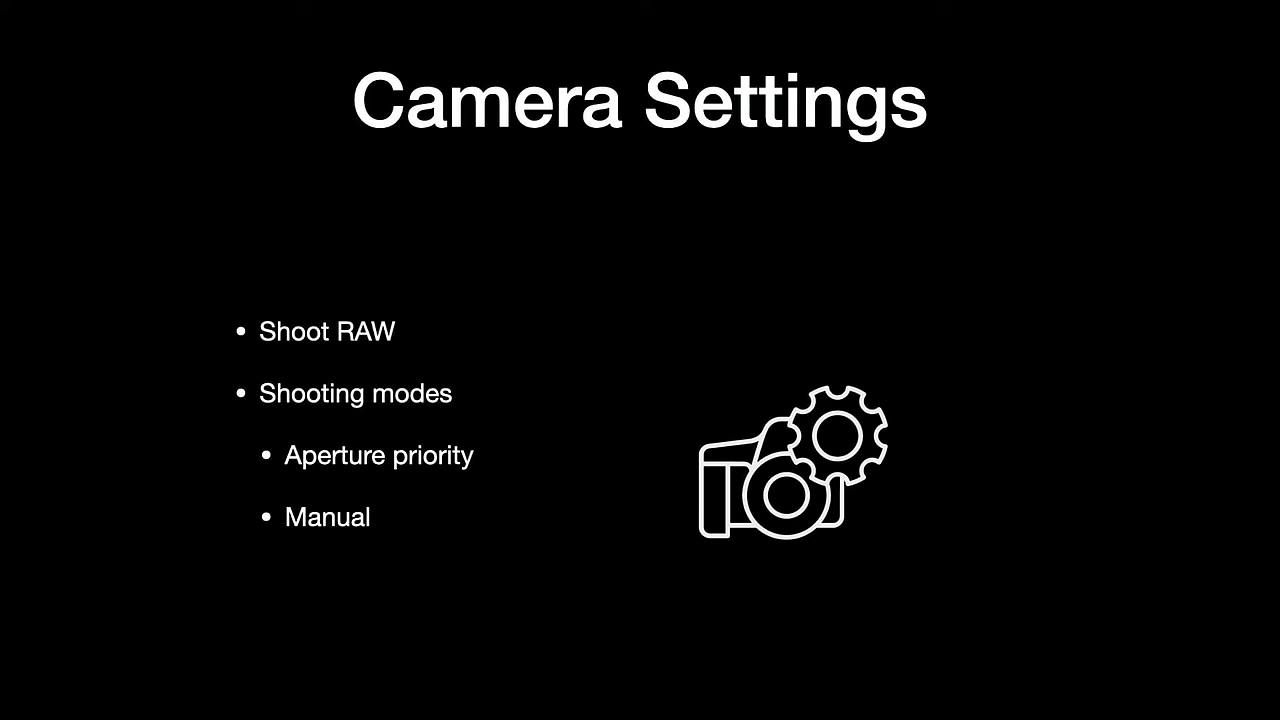 Camera Settings
• Shoot RAW
• Shooting modes
• Aperture priority
• Manual